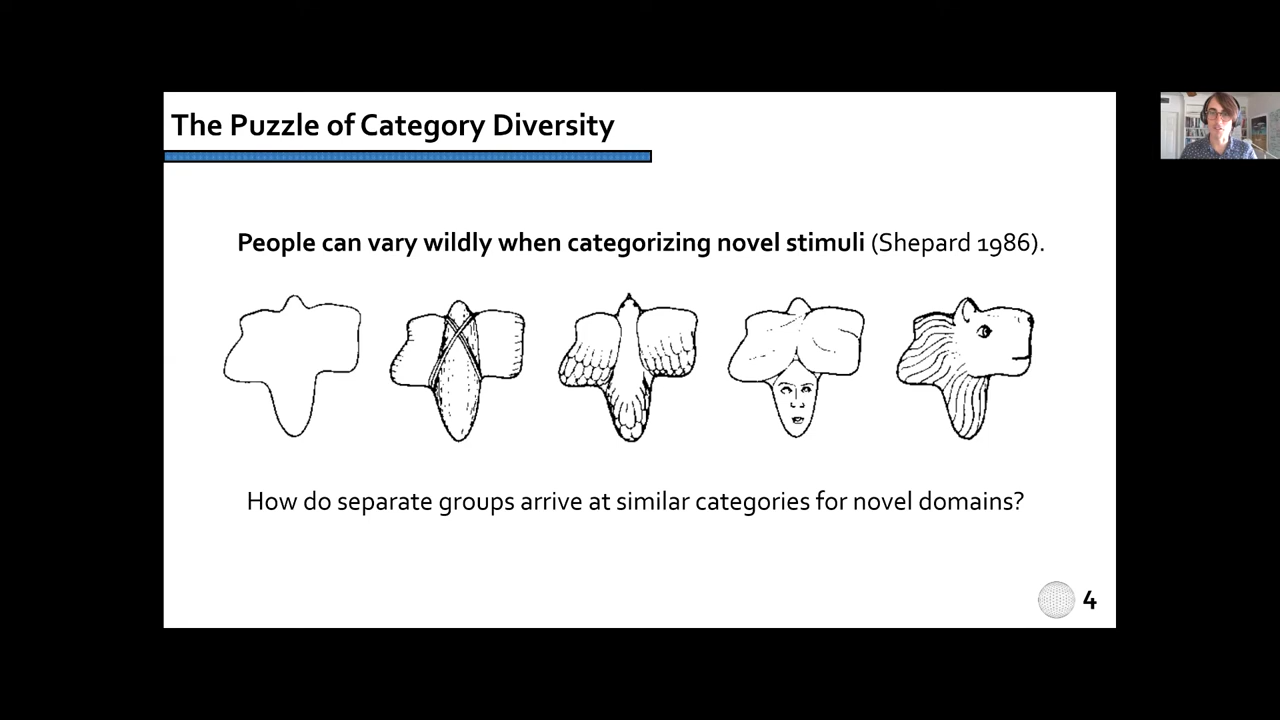 The Puzzle of Category Diversity
People can vary wildly when categorizing novel stimuli (Shepard 1986).
How do separate groups arrive at similar categories for novel domains?
4